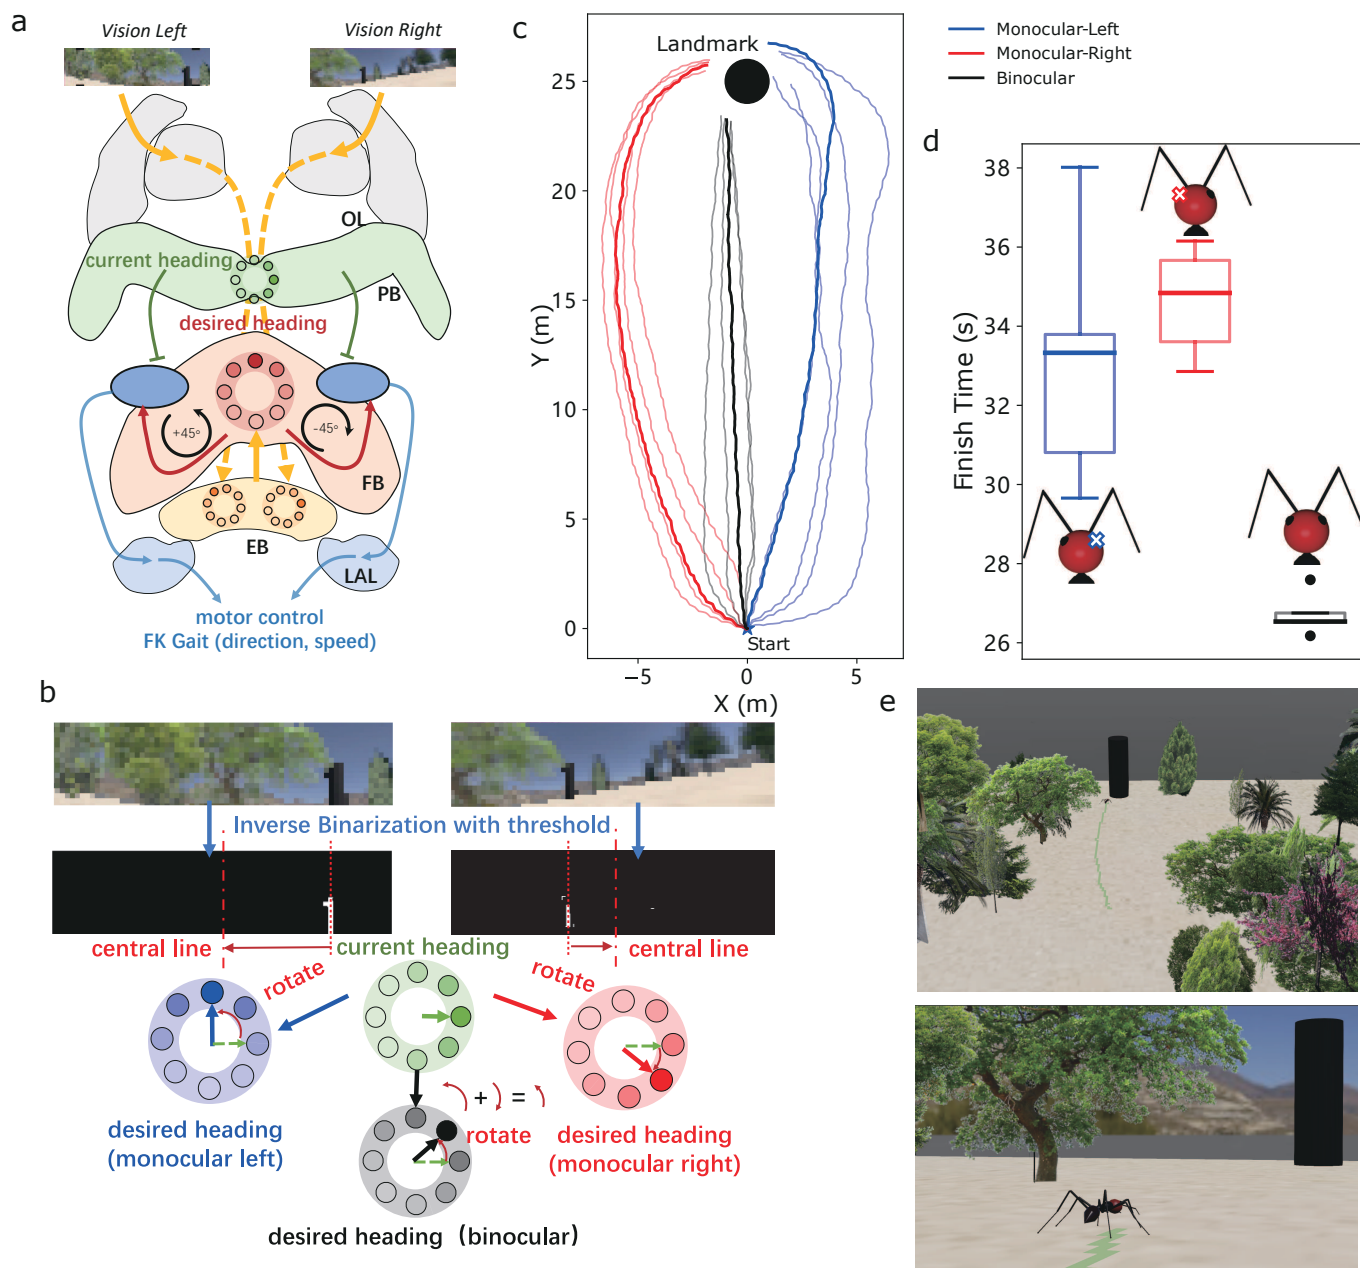 a
Vision Left
Vision Right
OL
current heading
PB
desired heading
+45°
-45°
FB
EB
LAL
motor control
FK Gait (direction, speed)
b
Inverse Binarization with threshold
central line
current heading
central line
rotate
rotate
+
=
rotate
desired heading
(monocular left)
desired heading
(monocular right)
desired heading (binocular)
c
Landmark
Y (m)
25
20
15
10
5
0
Start
−5
0
5
X (m)
Monocular-Left
Monocular-Right
Binocular
d
Finish Time (s)
38
36
34
32
30
28
26
e